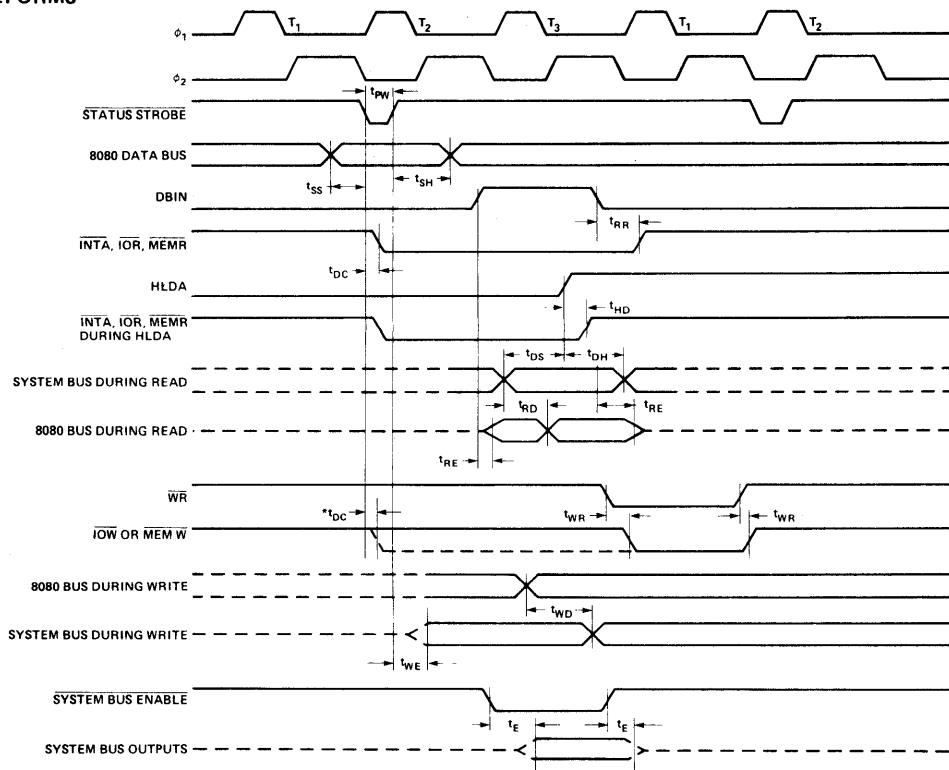 T1 T2 T3 T1 T2
φ1
φ2
tPW
STATUS STROBE
8080 DATA BUS
tSS tSH
DBIN
tRR
INTA, IOR, MEMR
tDC
HLDA
tHD
INTA, IOR, MEMR
DURING HLDA
tDS tDH
SYSTEM BUS DURING READ
tRD tRE
8080 BUS DURING READ
tRE
WR
*tDC tWR tWR
IOW OR MEM W
8080 BUS DURING WRITE
tWD
SYSTEM BUS DURING WRITE
tWE
SYSTEM BUS ENABLE
tE tE
SYSTEM BUS OUTPUTS